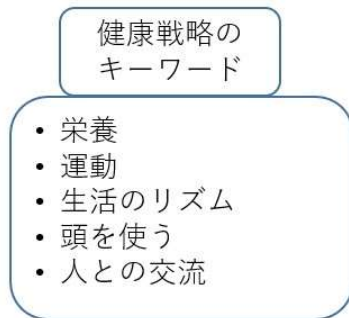 健康戦略の
キーワード
• 栄養
• 運動
• 生活のリズム
• 頭を使う
• 人との交流